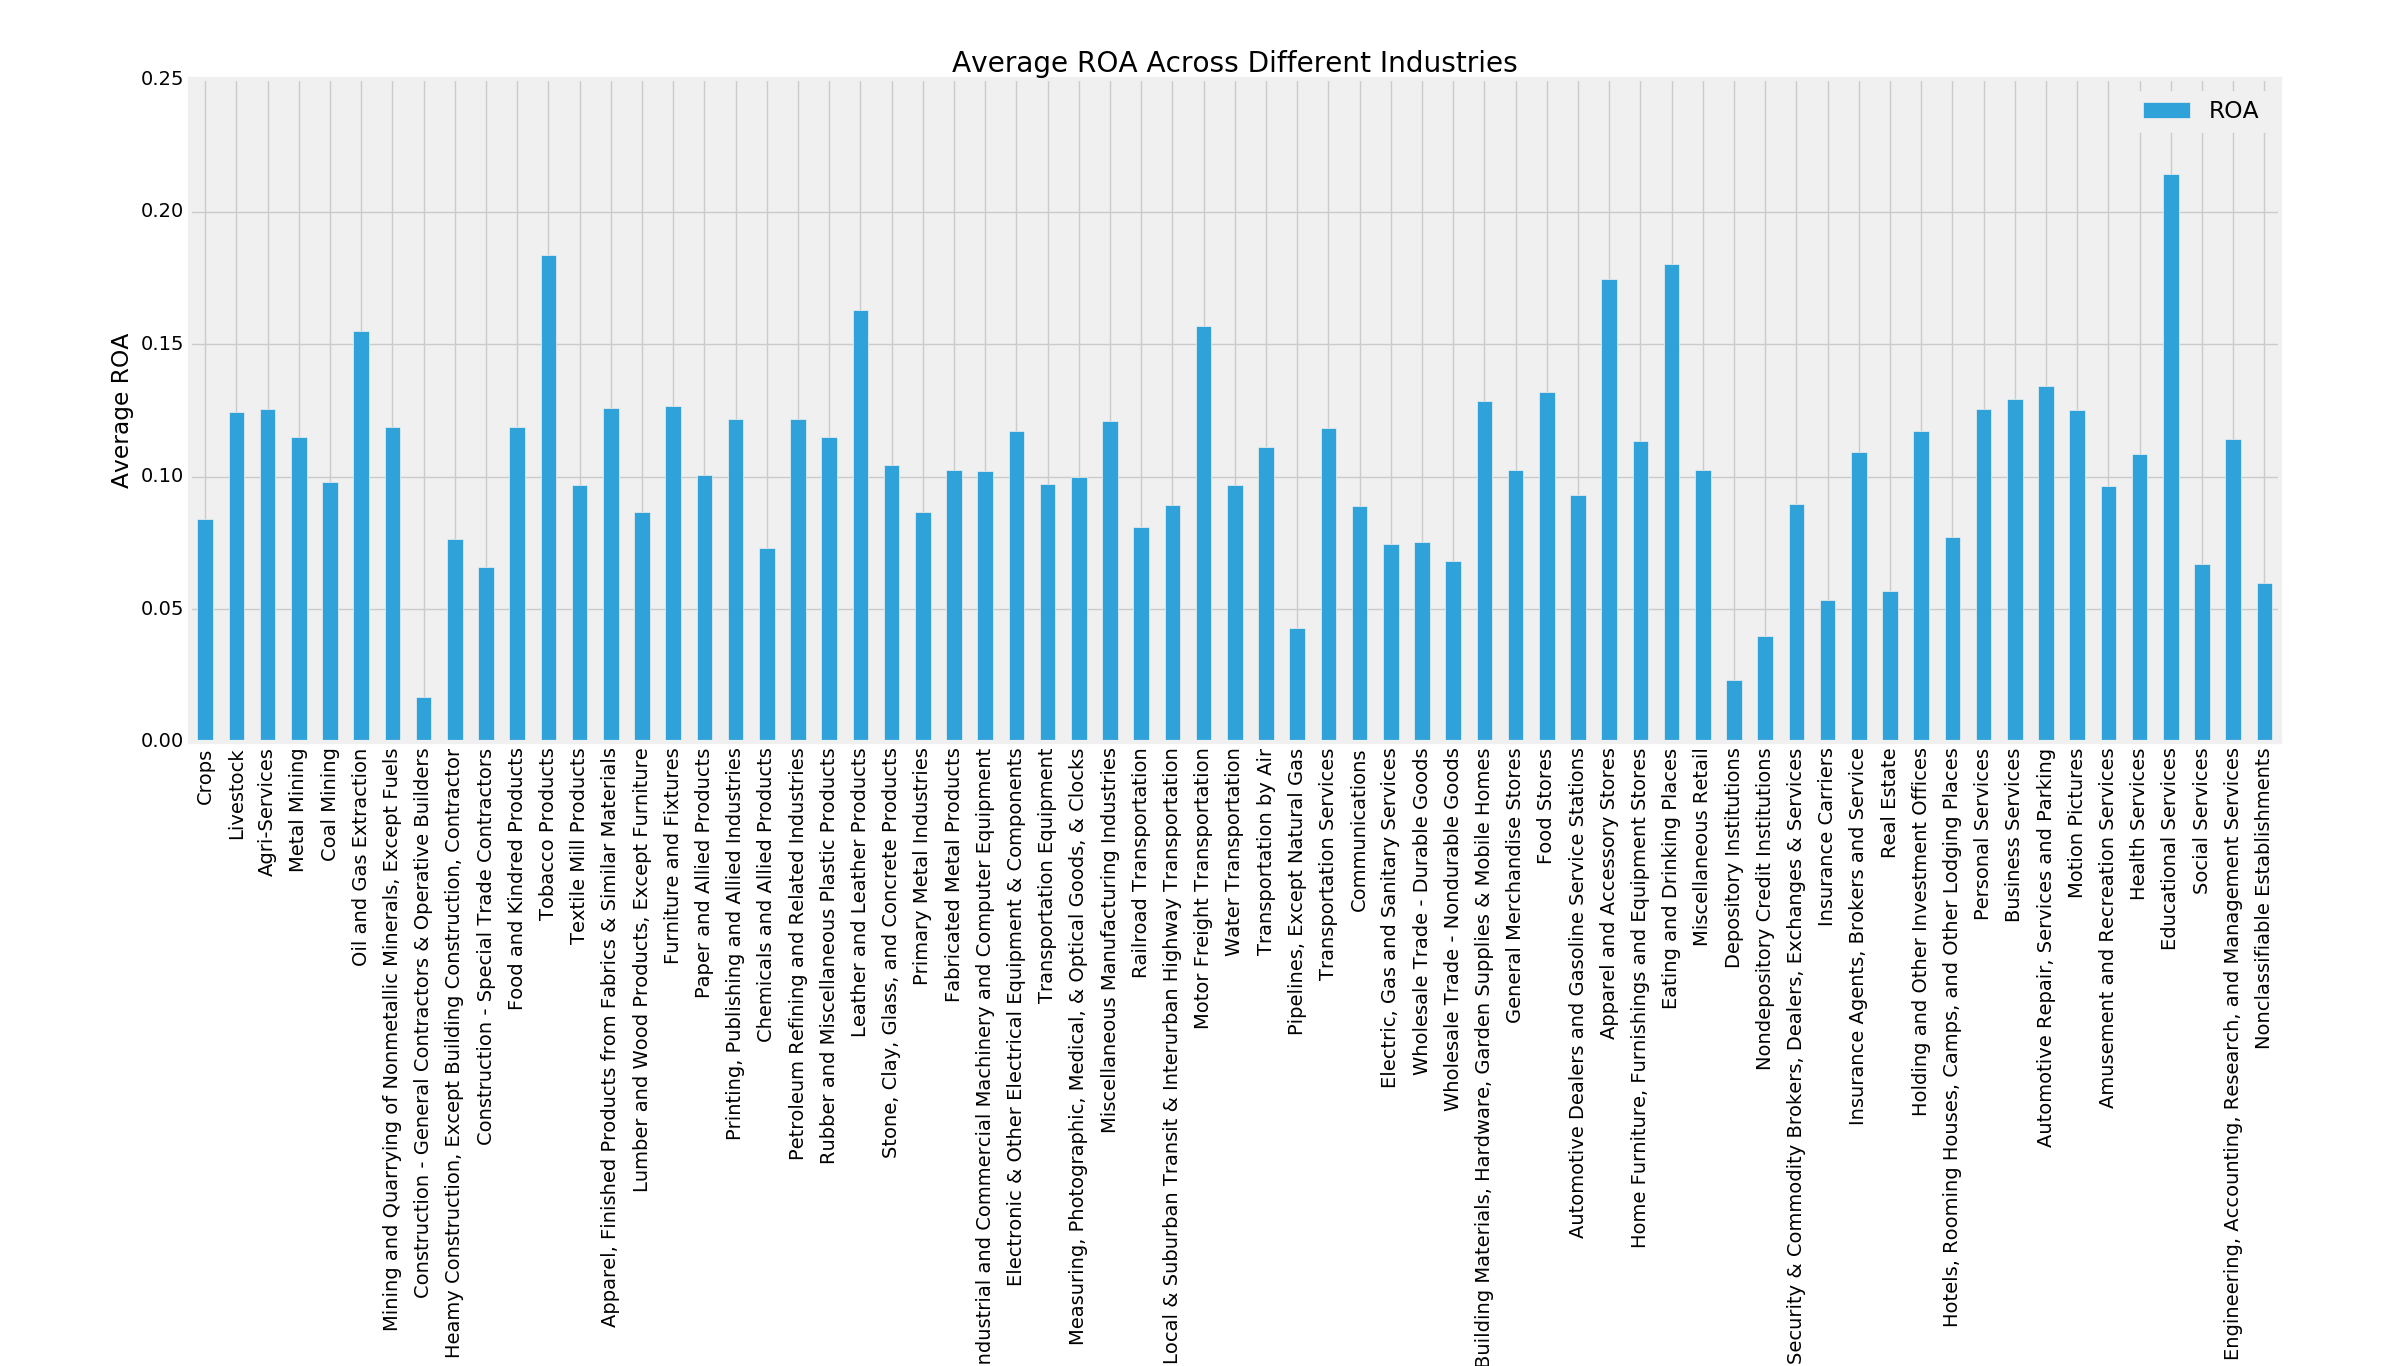 Average ROA Across Different Industries
0.25
0.20
0.15
0.10
0.05
0.00
Average ROA
ROA
Crops
Livestock
Agri-Services
Metal Mining
Coal Mining
Oil and Gas Extraction
Mining and Quarrying of Nonmetallic Minerals, Except Fuels
Construction - General Contractors & Operative Builders
Heamy Construction, Except Building Construction, Contractor
Construction - Special Trade Contractors
Food and Kindred Products
Tobacco Products
Textile Mill Products
Apparel, Finished Products from Fabrics & Similar Materials
Lumber and Wood Products, Except Furniture
Furniture and Fixtures
Paper and Allied Products
Printing, Publishing and Allied Industries
Chemicals and Allied Products
Petroleum Refining and Related Industries
Rubber and Miscellaneous Plastic Products
Leather and Leather Products
Stone, Clay, Glass, and Concrete Products
Primary Metal Industries
Fabricated Metal Products
ndustrial and Commercial Machinery and Computer Equipment
Electronic & Other Electrical Equipment & Components
Transportation Equipment
Measuring, Photographic, Medical, & Optical Goods, & Clocks
Miscellaneous Manufacturing Industries
Railroad Transportation
Local & Suburban Transit & Interurban Highway Transportation
Motor Freight Transportation
Water Transportation
Transportation by Air
Pipelines, Except Natural Gas
Transportation Services
Communications
Electric, Gas and Sanitary Services
Wholesale Trade - Durable Goods
Wholesale Trade - Nondurable Goods
Building Materials, Hardware, Garden Supplies & Mobile Homes
General Merchandise Stores
Food Stores
Automotive Dealers and Gasoline Service Stations
Apparel and Accessory Stores
Home Furniture, Furnishings and Equipment Stores
Eating and Drinking Places
Miscellaneous Retail
Depository Institutions
Nondepository Credit Institutions
Security & Commodity Brokers, Dealers, Exchanges & Services
Insurance Carriers
Insurance Agents, Brokers and Service
Real Estate
Holding and Other Investment Offices
Hotels, Rooming Houses, Camps, and Other Lodging Places
Personal Services
Business Services
Automotive Repair, Services and Parking
Motion Pictures
Amusement and Recreation Services
Health Services
Educational Services
Social Services
Engineering, Accounting, Research, and Management Services
Nonclassifiable Establishments